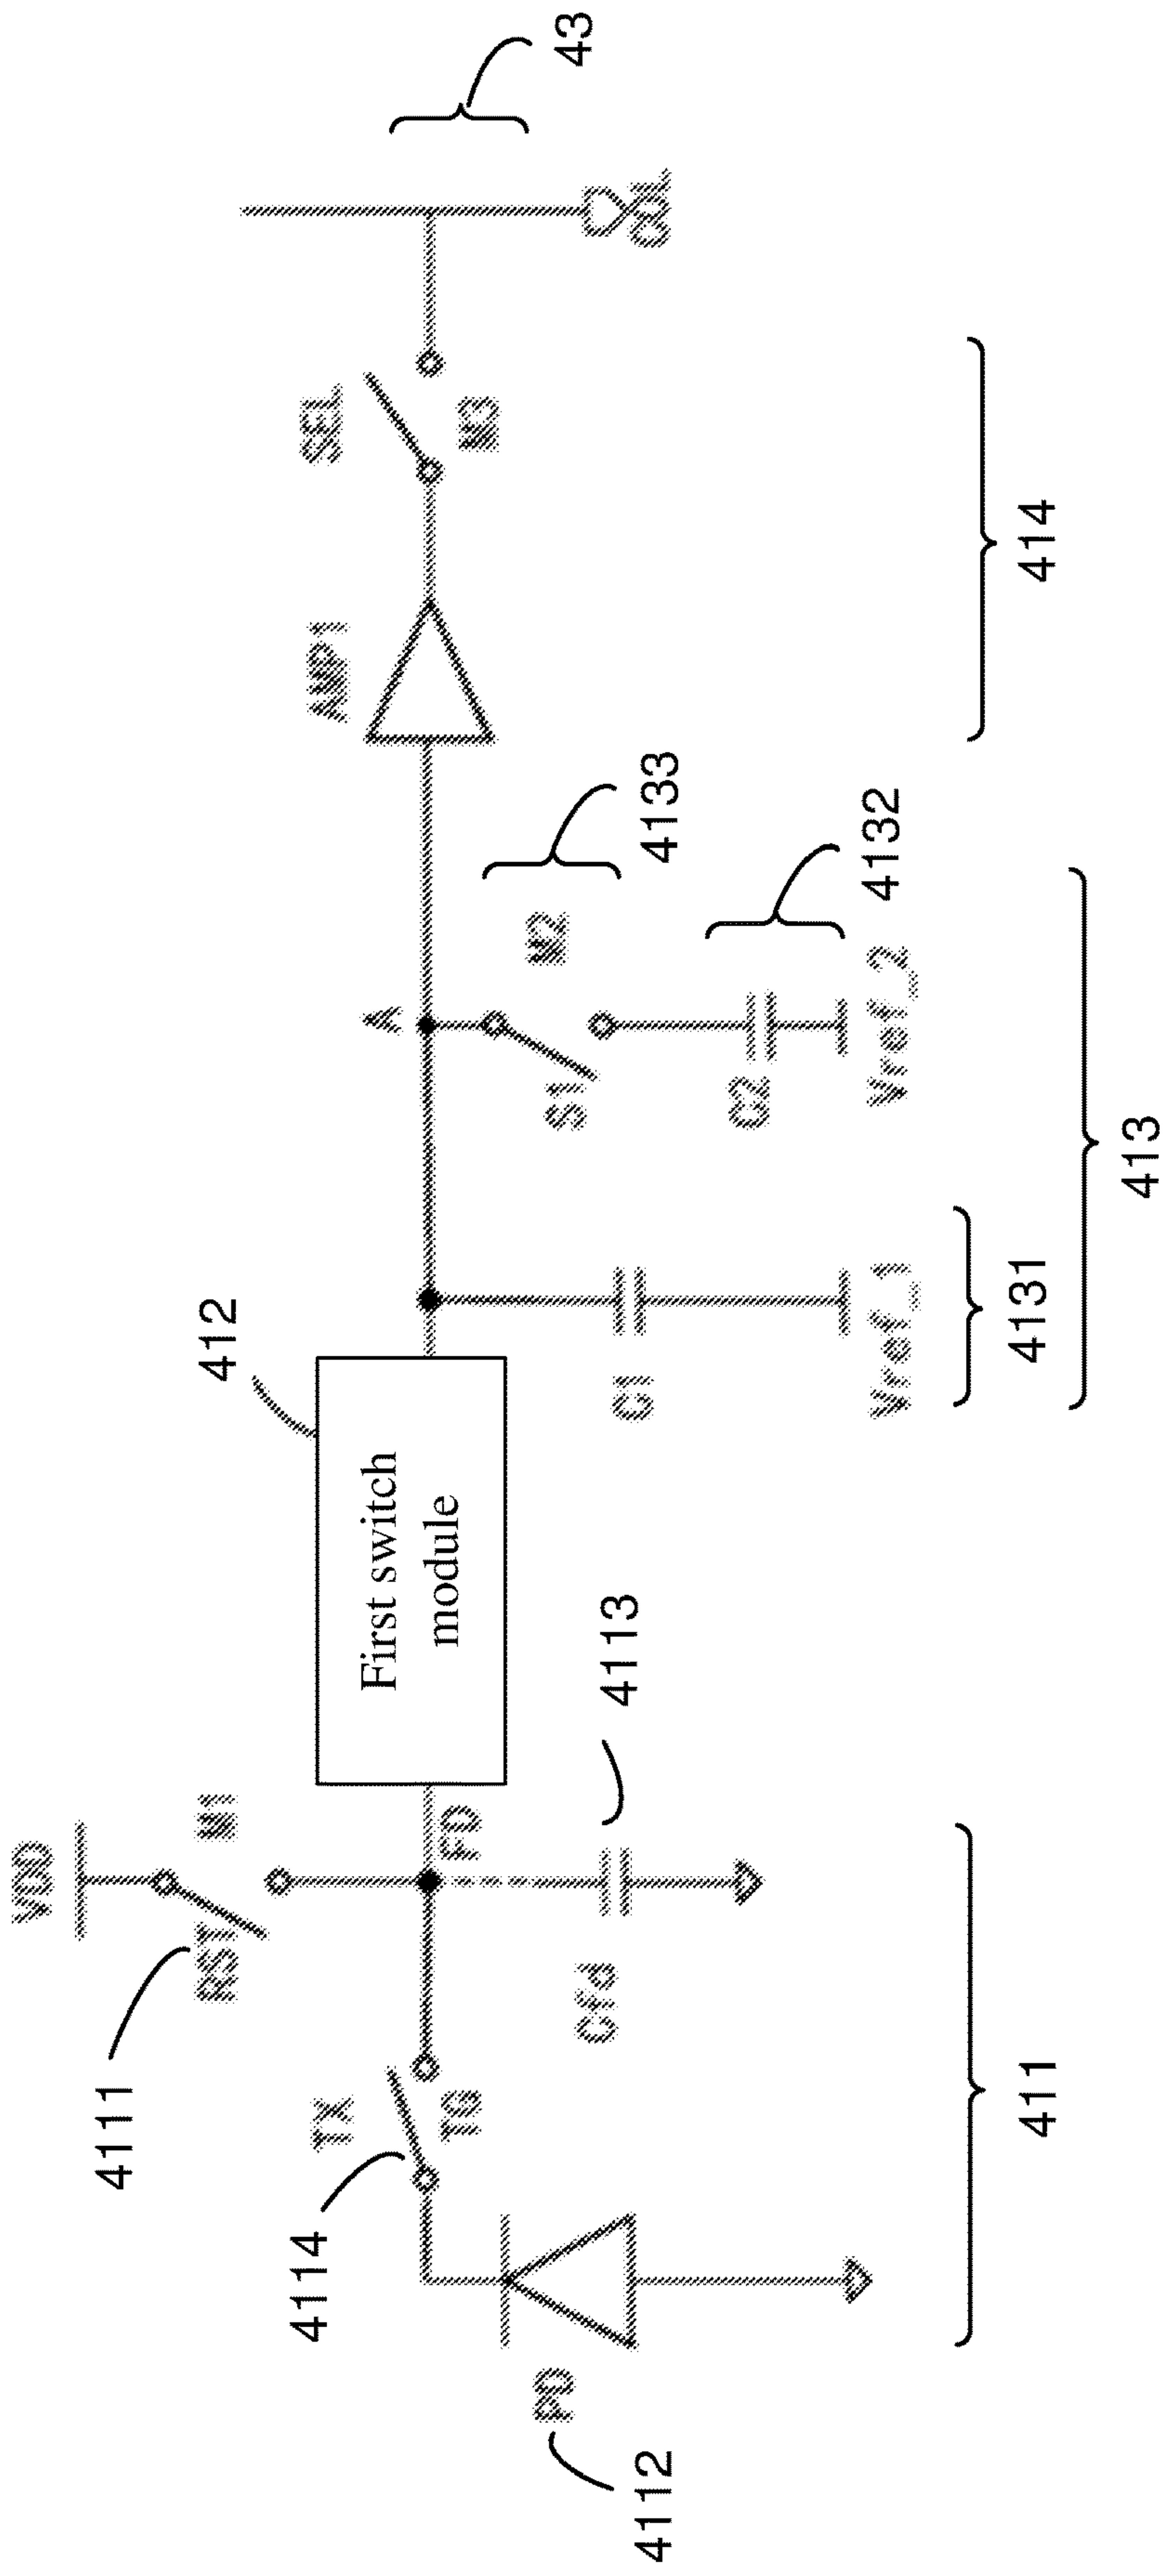 43
COL
SEL
M3
AMP1
414
4133
M2
4132
A
S1
C2
Vref_2
413
412
First switch
module
C1
Vref_1
4131
4113
VDD
M1
RST
4111
FD
Cfd
TX
TG
4114
411
PD
4112